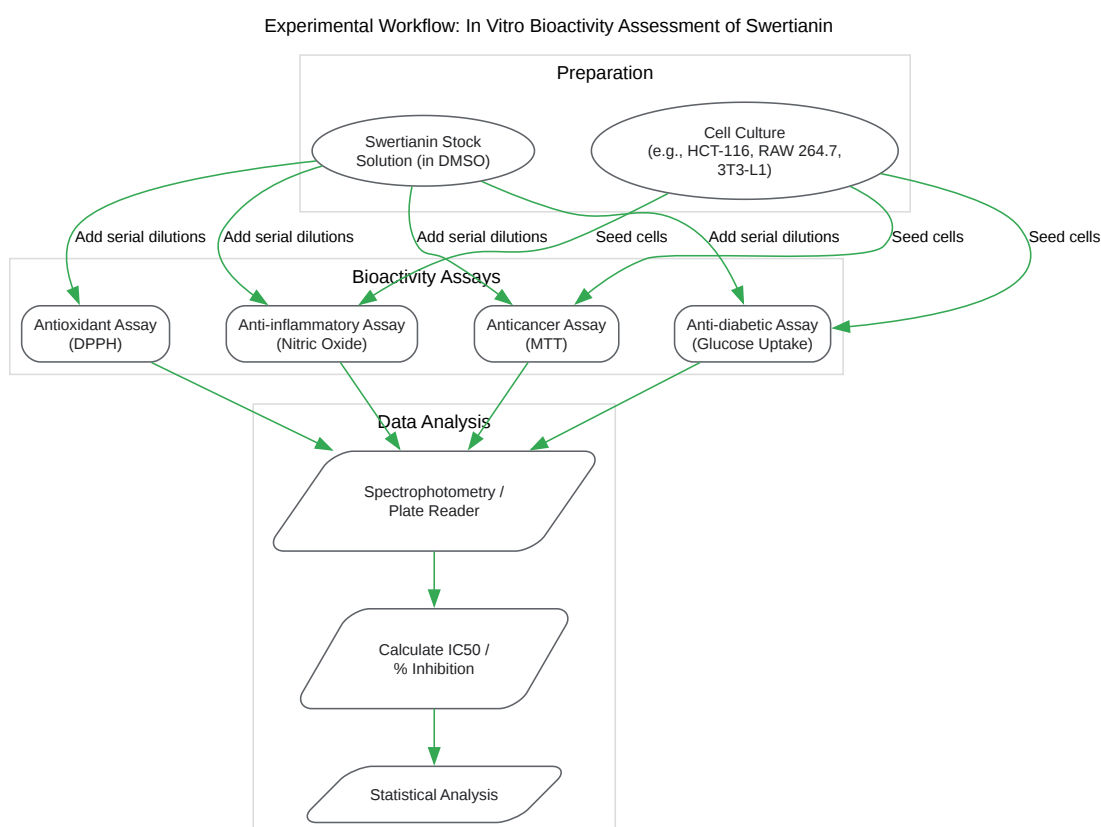 Experimental Workflow: In Vitro Bioactivity Assessment of Swertianin
Preparation
Swertianin Stock
Solution (in DMSO)
Cell Culture
(e.g., HCT-116, RAW 264.7,
3T3-L1)
Add serial dilutions
Add serial dilutions
Add serial dilutions
Seed cells
Add serial dilutions
Seed cells
Seed cells
Bioactivity Assays
Antioxidant Assay
(DPPH)
Anti-inflammatory Assay
(Nitric Oxide)
Anticancer Assay
(MTT)
Anti-diabetic Assay
(Glucose Uptake)
Data Analysis
Spectrophotometry /
Plate Reader
Calculate IC50 /
% Inhibition
Statistical Analysis